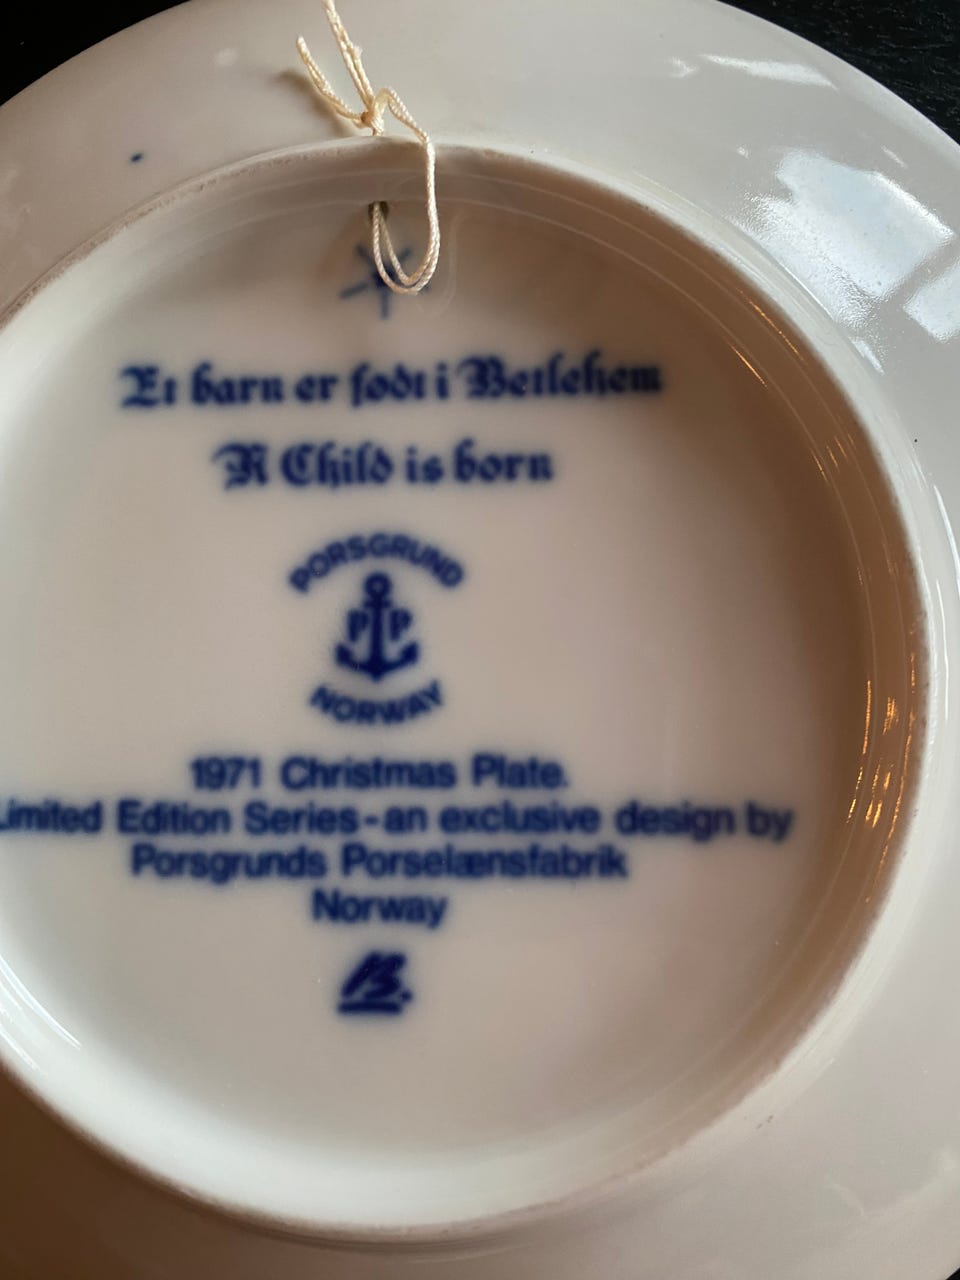 Et barn er født i Betlehem
A Child is born
PORSGRUND
PP
NORWAY
1971 Christmas Plate.
Limited Edition Series-an exclusive design by
Porsgrunds Porselænsfabrik
Norway